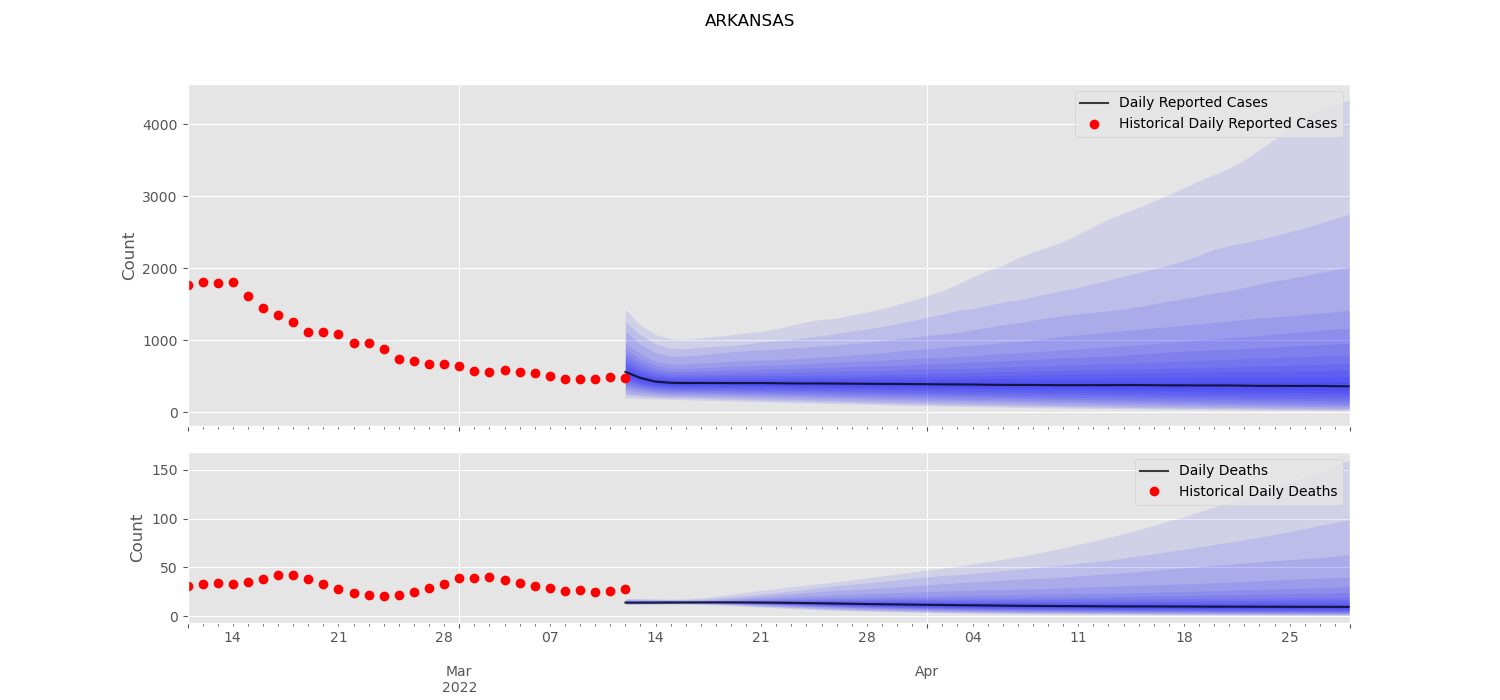 ARKANSAS
Daily Reported Cases
Historical Daily Reported Cases
4000
3000
2000
1000
0
Count
Daily Deaths
Historical Daily Deaths
150
100
50
0
Count
14 21 28 07 14 21 28 04 11 18 25
Mar Apr
2022